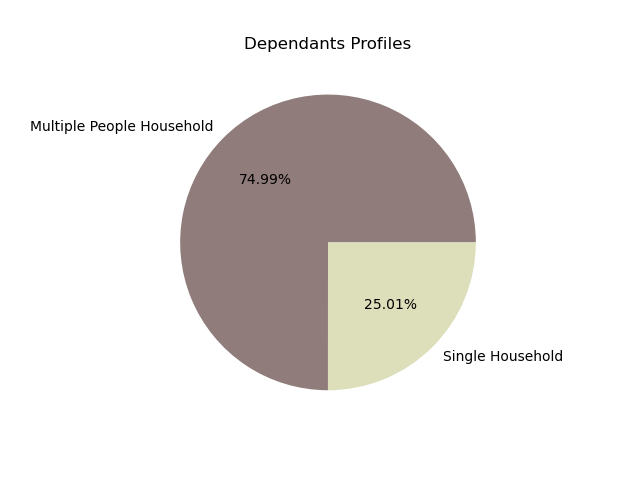 Dependants Profiles
Multiple People Household
74.99%
25.01%
Single Household